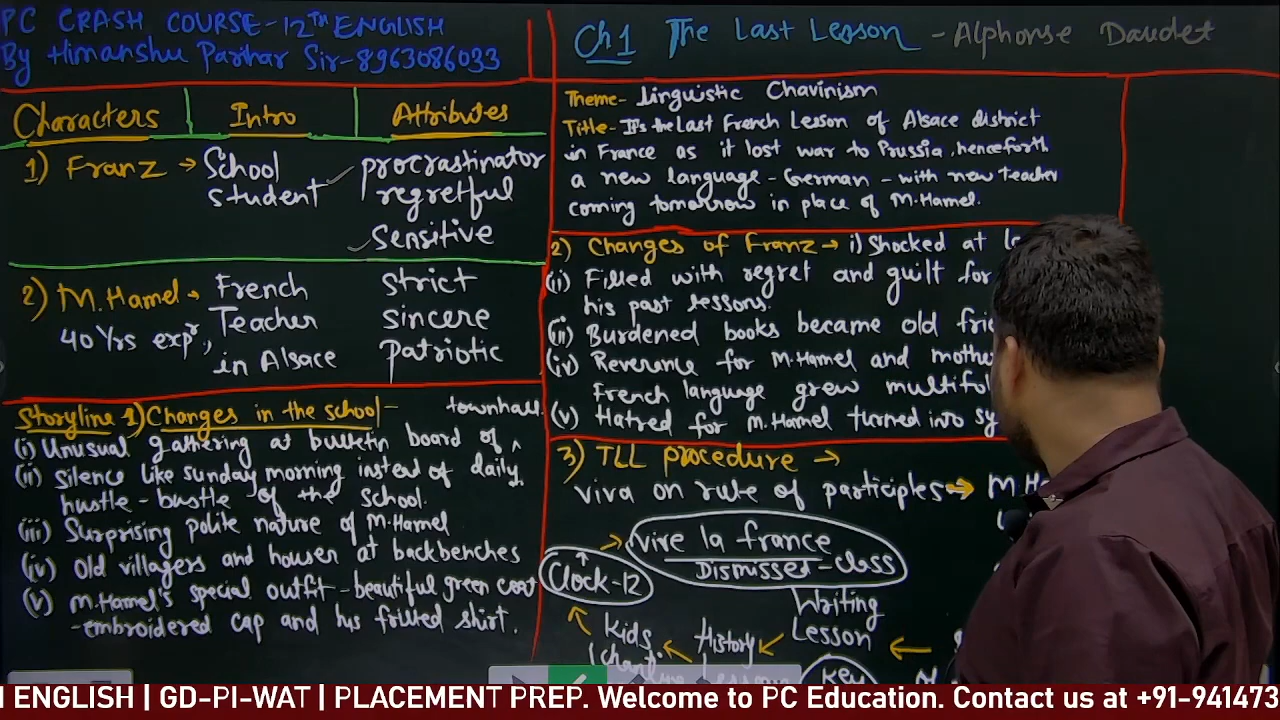 PC CRASH COURSE-12TH ENGLISH
By Himanshu Parihar Sir-8963086033
Ch1 The Last Lesson - Alphonse Daudet
Characters Intro Attributes
1) Franz → School student procrastinator
regretful
Sensitive
2) M.Hamel → French Teacher in Alsace
40 Yrs expr,
strict
sincere
patriotic
Storyline 1) Changes in the school-
(i) Unusual gathering at bulletin board of ^ townhall.
(ii) Silence like sunday morning instead of daily
hustle-bustle of the school.
(iii) Surprising polite nature of M.Hamel
(iv) Old villagers and houser at backbenches
(v) M.Hamel's special outfit - beautiful green coat
-embroidered cap and his frilled shirt.
Theme- Linguistic Chavinism
Title- It's the last French Lesson of Alsace district
in France as it lost war to Prussia, henceforth
a new language - German - with new teacher
coming tomorrow in place of M.Hamel.
2) Changes of Franz → i) Shocked at
(ii) Filled with regret and guilt for
his past lessons.
(iii) Burdened books became old
(iv) Reverence for M.Hamel and
French language grew
(v) Hatred for M.Hamel turned into
3) TLL procedure →
viva on rule of participles →
vive la france
Dismissed-class
Clock-12
Writing
Lesson
History
Kids
Key
ENGLISH | GD-PI-WAT | PLACEMENT PREP. Welcome to PC Education. Contact us at +91-941473